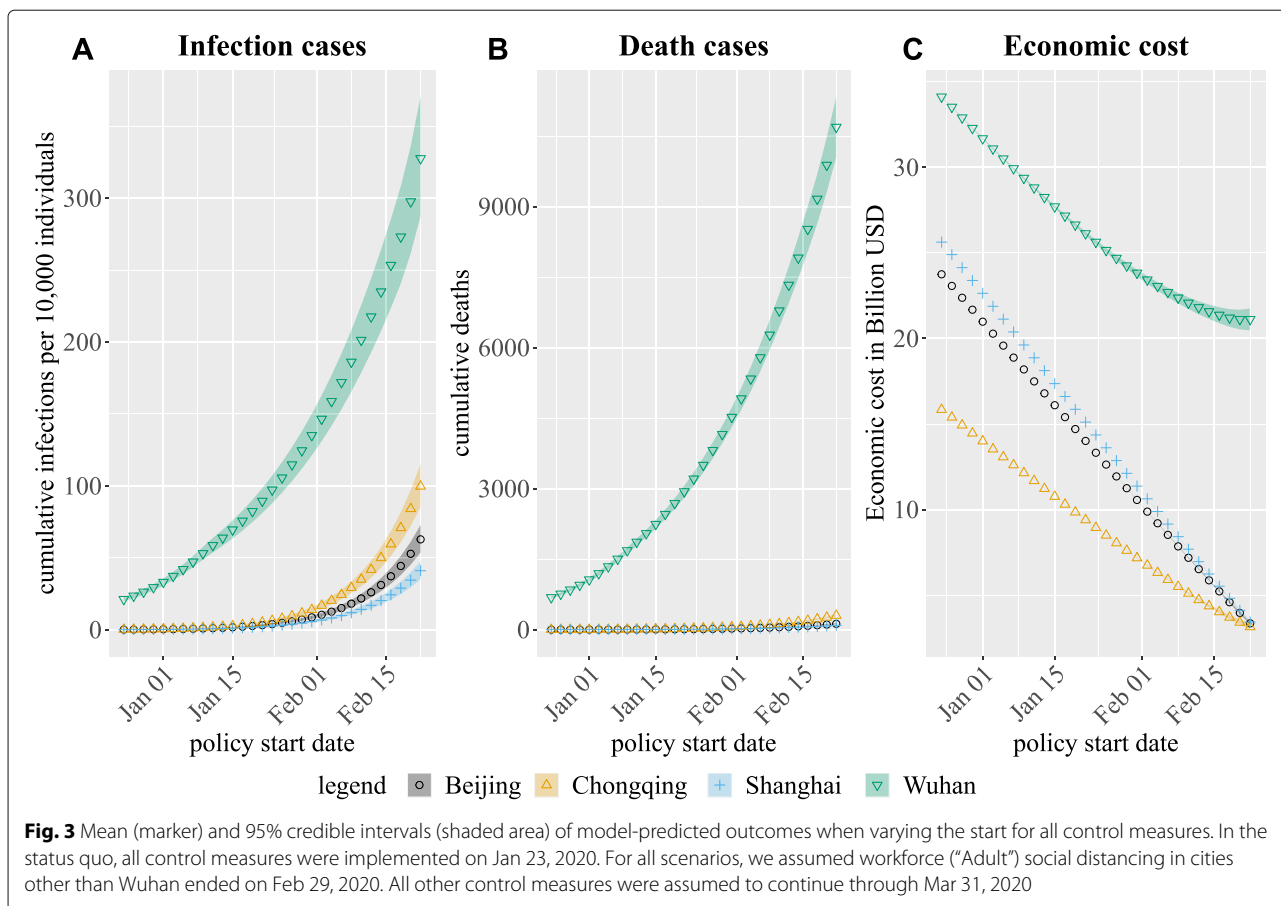 A Infection cases
B Death cases
C Economic cost
cumulative infections per 10,000 individuals
300
200
100
0
Jan 01
Jan 15
Feb 01
Feb 15
policy start date
cumulative deaths
9000
6000
3000
0
Jan 01
Jan 15
Feb 01
Feb 15
policy start date
Economic cost in Billion USD
30
20
10
Jan 01
Jan 15
Feb 01
Feb 15
policy start date
legend Beijing Chongqing Shanghai Wuhan
Fig. 3 Mean (marker) and 95% credible intervals (shaded area) of model-predicted outcomes when varying the start for all control measures. In the
status quo, all control measures were implemented on Jan 23, 2020. For all scenarios, we assumed workforce (“Adult”) social distancing in cities
other than Wuhan ended on Feb 29, 2020. All other control measures were assumed to continue through Mar 31, 2020